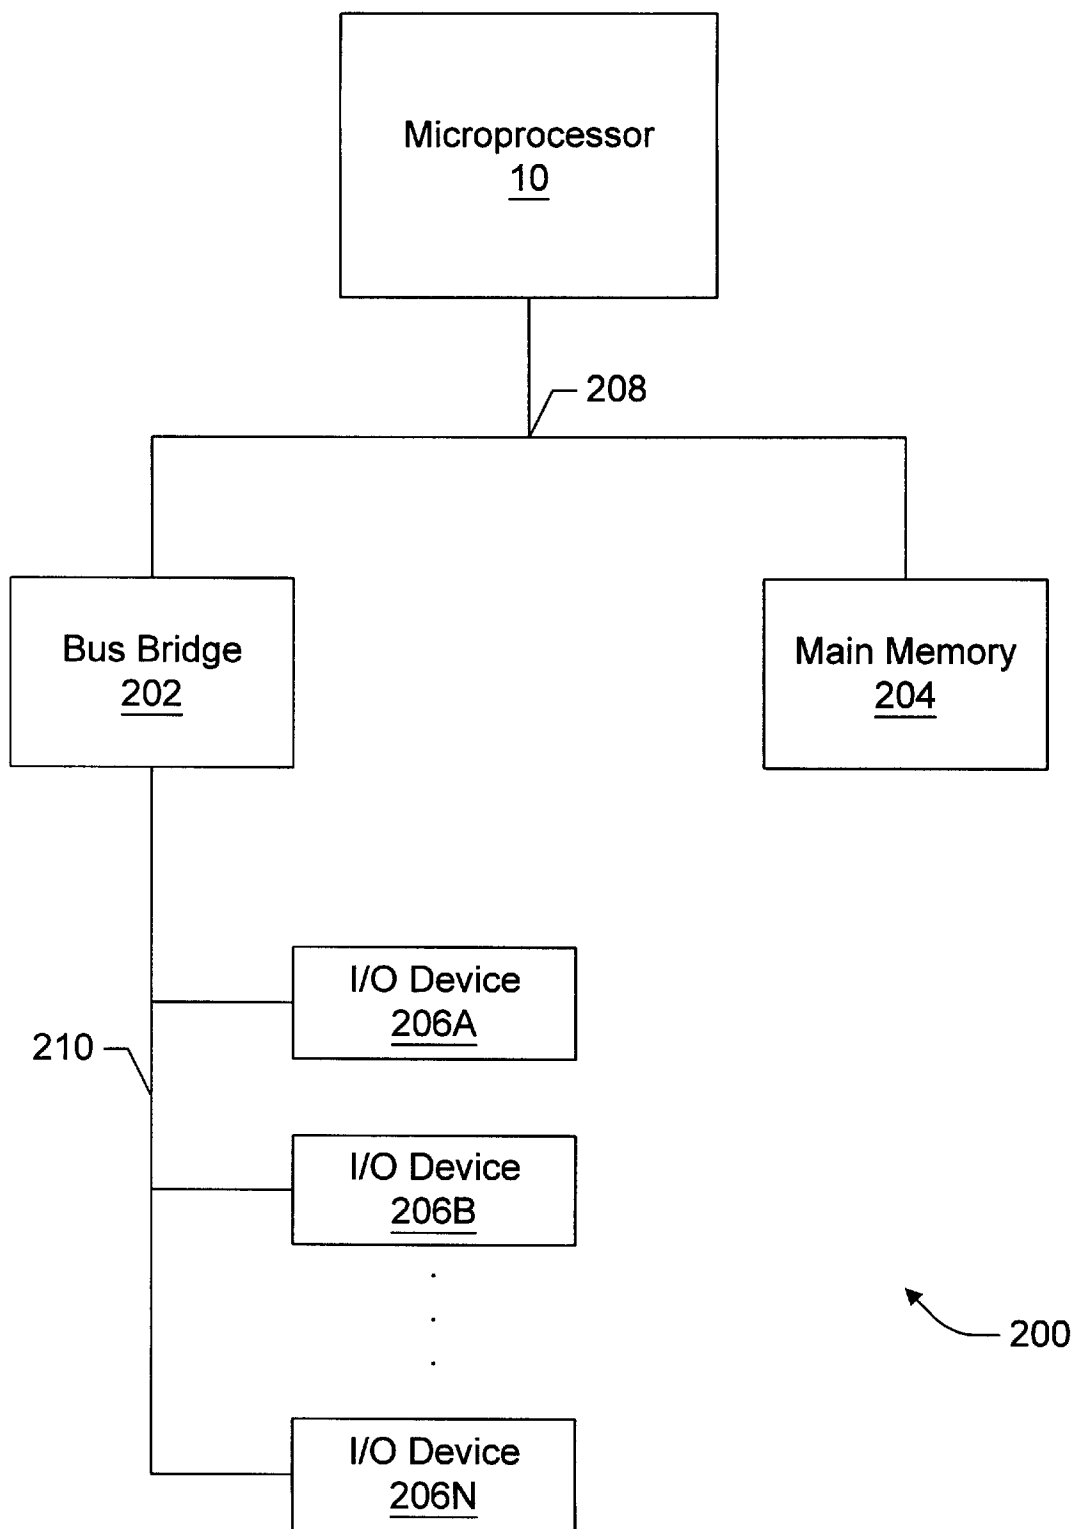 Microprocessor
10
208
Bus Bridge
202
Main Memory
204
I/O Device
206A
210
I/O Device
206B
200
I/O Device
206N